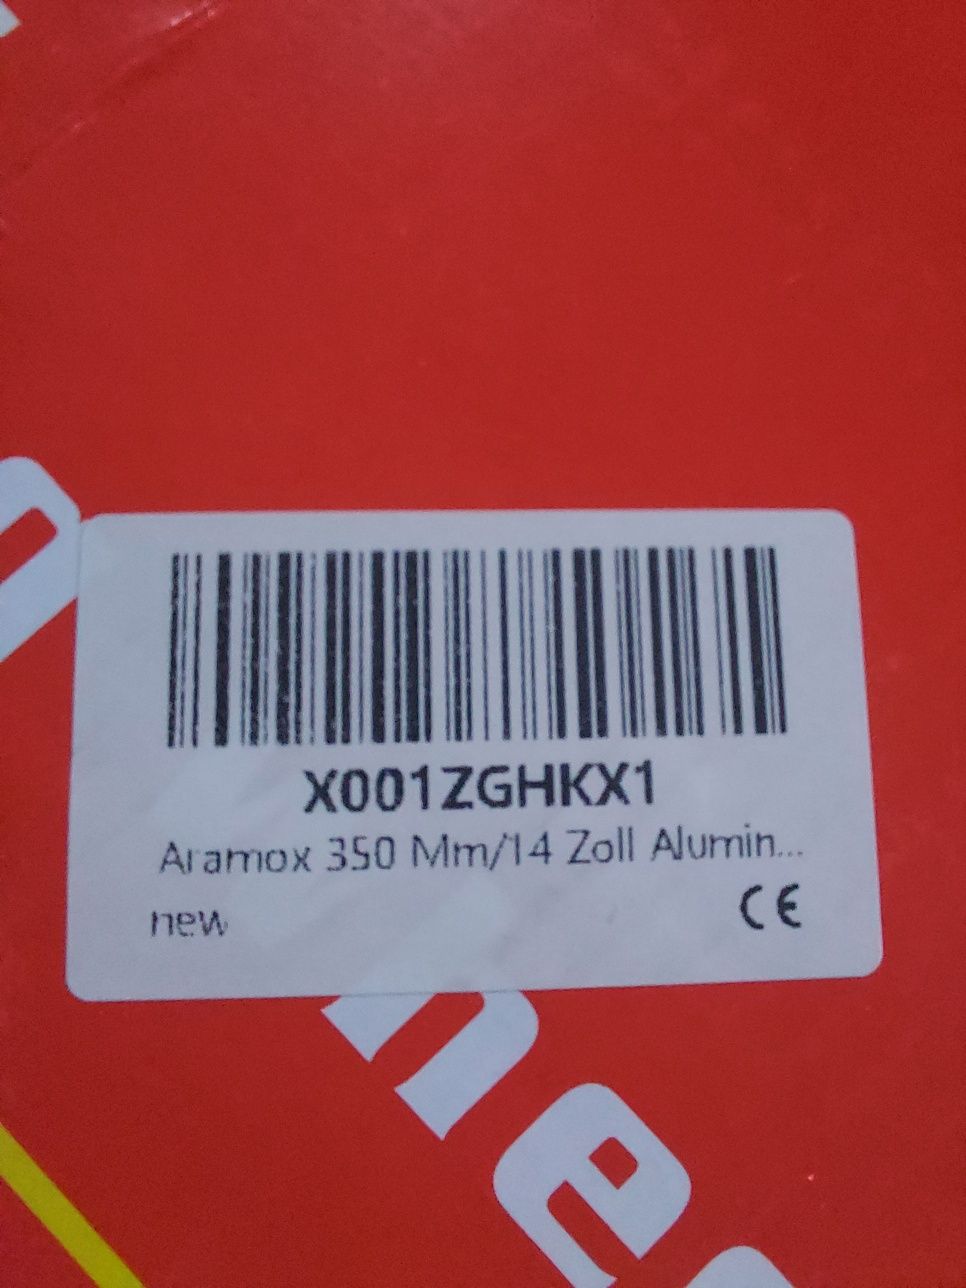 X001ZGHKX1
Aramox 350 Mm/14 Zoll Alumin...
new
CE